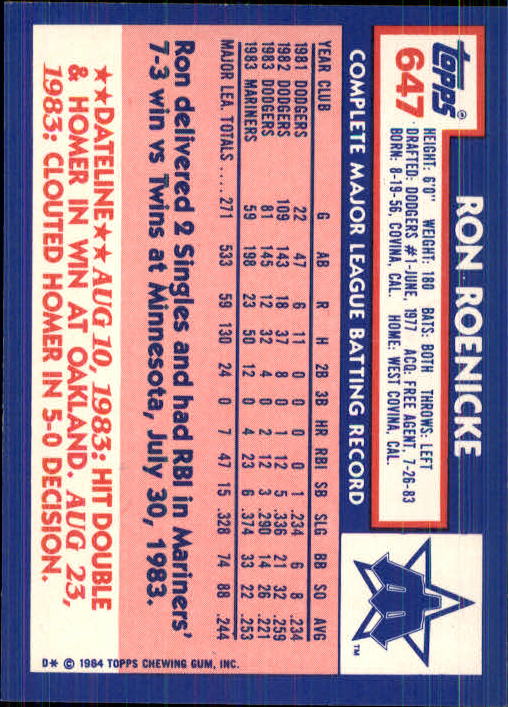 topps®
647
RON ROENICKE
HEIGHT: 6'0" WEIGHT: 180 BATS: BOTH THROWS: LEFT
DRAFTED: DODGERS #1-JUNE, 1977 ACQ: FREE AGENT, 7-26-83
BORN: 8-19-56, COVINA, CAL. HOME: WEST COVINA, CAL.
COMPLETE MAJOR LEAGUE BATTING RECORD
YEAR CLUB G AB R H 2B 3B HR RBI SB SLG BB SO AVG
1981 DODGERS 22 47 6 11 0 0 0 0 1 .234 6 8 .234
1982 DODGERS 109 143 18 37 8 0 1 12 5 .336 21 32 .259
1983 DODGERS 81 145 12 32 4 0 2 12 3 .290 14 26 .221
1983 MARINERS 59 198 23 50 12 0 4 23 6 .374 33 22 .253
MAJOR LEA. TOTALS .... 271 533 59 130 24 0 7 47 15 .328 74 88 .244
Ron delivered 2 Singles and had RBI in Mariners'
7-3 win vs Twins at Minnesota, July 30, 1983.
★★DATELINE★★ AUG 10, 1983: HIT DOUBLE
& HOMER IN WIN AT OAKLAND. AUG 23,
1983: CLOUTED HOMER IN 5-0 DECISION.
TM
D* © 1984 TOPPS CHEWING GUM, INC.